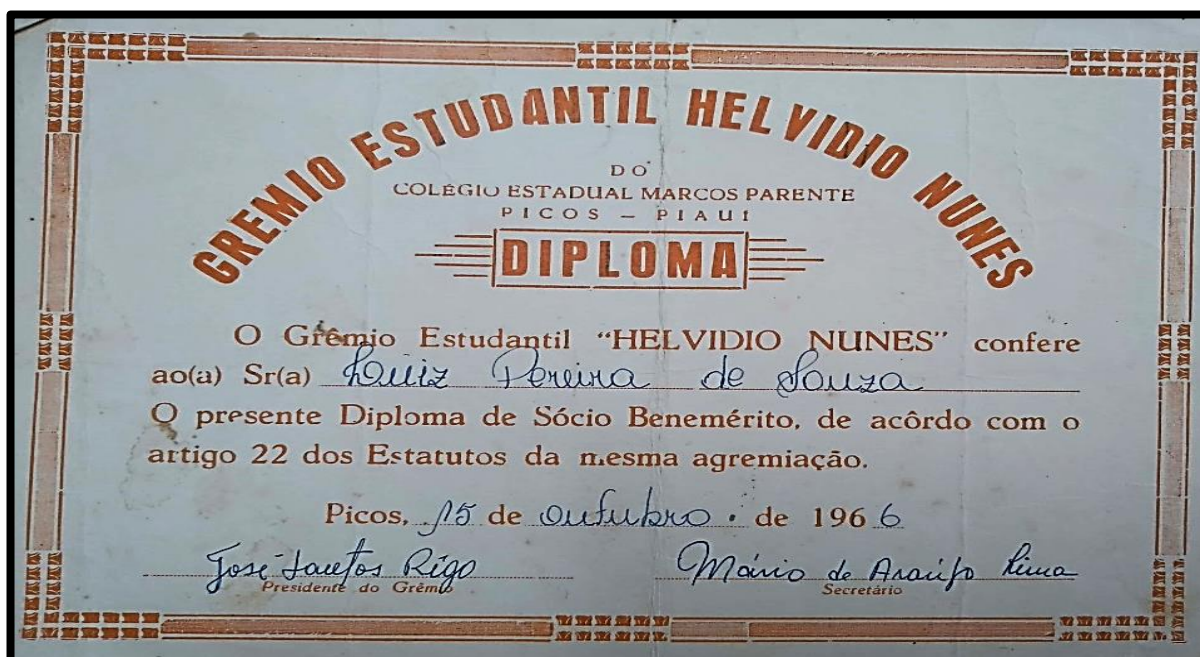 GREMIO ESTUDANTIL HELVIDIO NUNES
DO
COLÉGIO ESTADUAL MARCOS PARENTE
PICOS – PIAUI
DIPLOMA
O Grêmio Estudantil “HELVIDIO NUNES” confere
ao(a) Sr(a) Luiz Pereira de Souza
O presente Diploma de Sócio Benemérito, de acôrdo com o
artigo 22 dos Estatutos da mesma agremiação.
Picos, 15 de Outubro de 1966
José Santos Rêgo Mário de Araújo Lima
Presidente do Grêmio Secretário